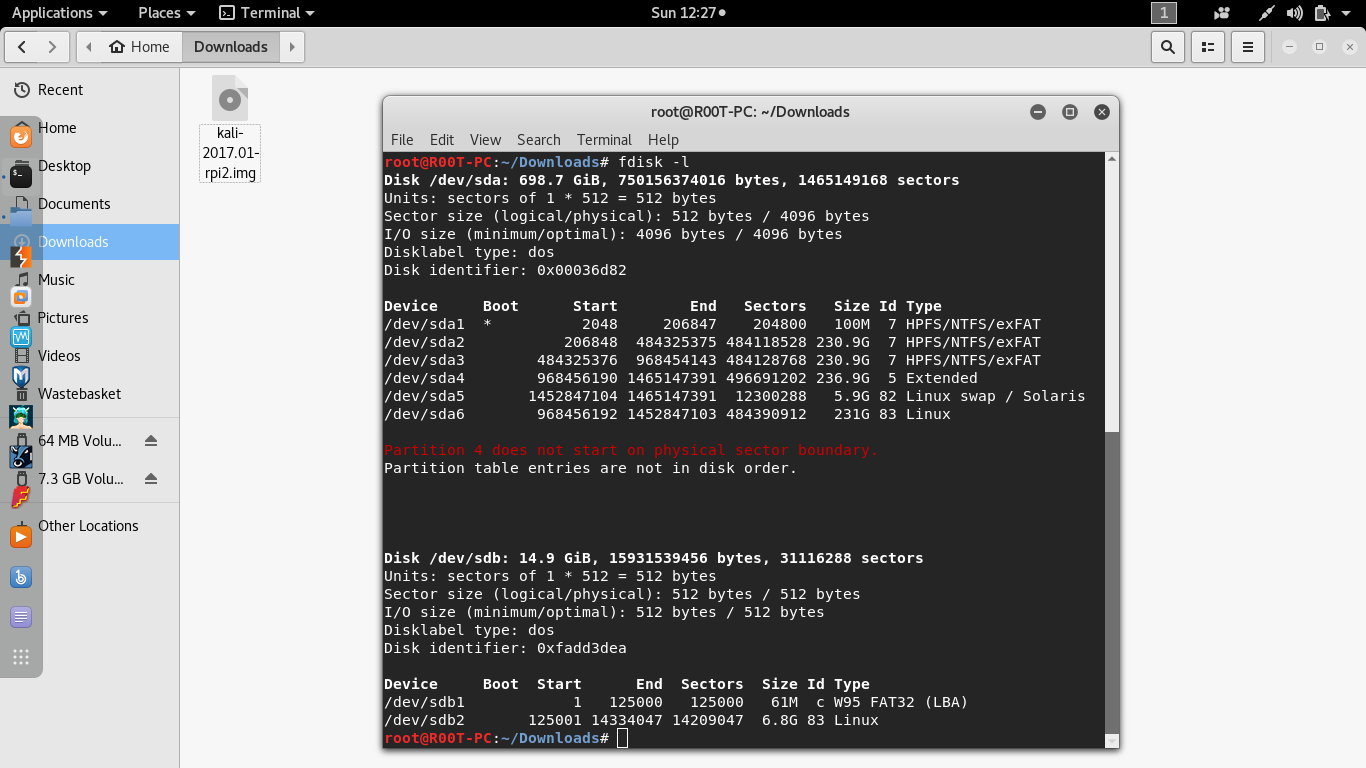 Applications Places Terminal Sun 12:27 1
Home Downloads
Recent
Home
Desktop
Documents
Downloads
Music
Pictures
Videos
Wastebasket
64 MB Volu...
7.3 GB Volu...
Other Locations
kali-
2017.01-
rpi2.img
root@R00T-PC: ~/Downloads
File Edit View Search Terminal Help
root@R00T-PC:~/Downloads# fdisk -l
Disk /dev/sda: 698.7 GiB, 750156374016 bytes, 1465149168 sectors
Units: sectors of 1 * 512 = 512 bytes
Sector size (logical/physical): 512 bytes / 4096 bytes
I/O size (minimum/optimal): 4096 bytes / 4096 bytes
Disklabel type: dos
Disk identifier: 0x00036d82
Device Boot Start End Sectors Size Id Type
/dev/sda1 * 2048 206847 204800 100M 7 HPFS/NTFS/exFAT
/dev/sda2 206848 484325375 484118528 230.9G 7 HPFS/NTFS/exFAT
/dev/sda3 484325376 968454143 484128768 230.9G 7 HPFS/NTFS/exFAT
/dev/sda4 968456190 1465147391 496691202 236.9G 5 Extended
/dev/sda5 1452847104 1465147391 12300288 5.9G 82 Linux swap / Solaris
/dev/sda6 968456192 1452847103 484390912 231G 83 Linux
Partition 4 does not start on physical sector boundary.
Partition table entries are not in disk order.
Disk /dev/sdb: 14.9 GiB, 15931539456 bytes, 31116288 sectors
Units: sectors of 1 * 512 = 512 bytes
Sector size (logical/physical): 512 bytes / 512 bytes
I/O size (minimum/optimal): 512 bytes / 512 bytes
Disklabel type: dos
Disk identifier: 0xfadd3dea
Device Boot Start End Sectors Size Id Type
/dev/sdb1 1 125000 125000 61M c W95 FAT32 (LBA)
/dev/sdb2 125001 14334047 14209047 6.8G 83 Linux
root@R00T-PC:~/Downloads#